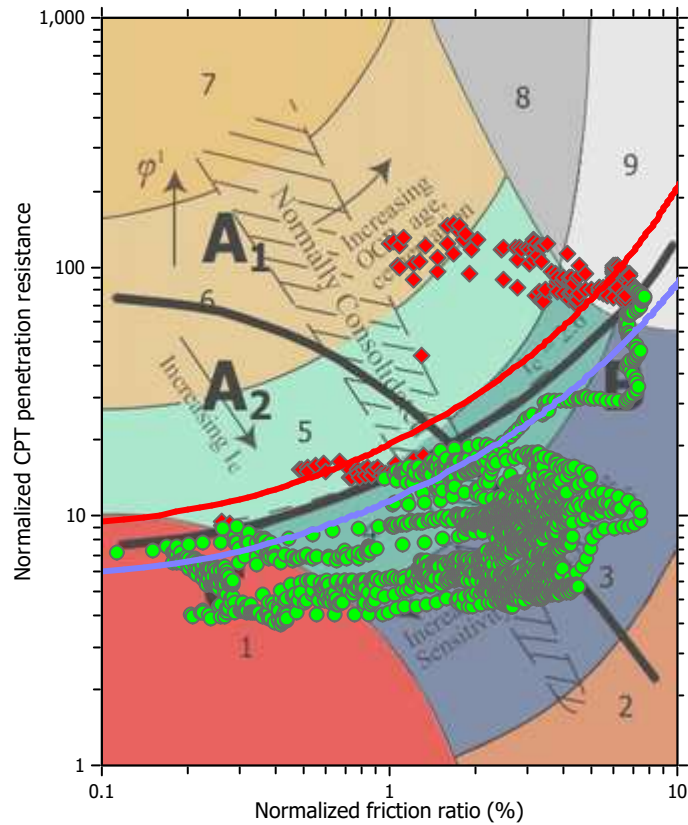 1,000
7
8
9
φ'
Increasing
OCR, age,
cementation
Normally Consolidated
A1
100
6
A2
Increasing Ic
5
Normalized CPT penetration resistance
10
3
Increasing
Sensitivity
1
2
1
0.1
1
10
Normalized friction ratio (%)